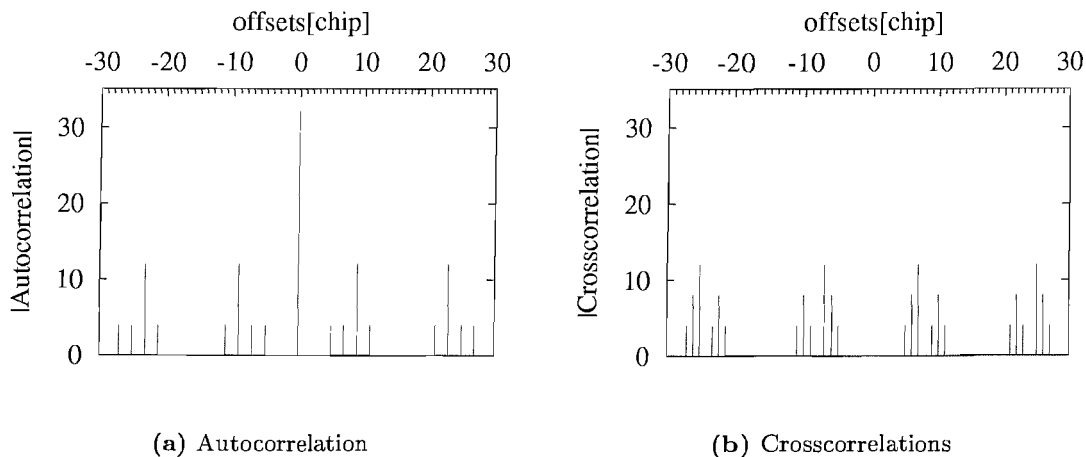 offsets[chip]
-30 -20 -10 0 10 20 30
|Autocorrelation|
30
20
10
0
(a) Autocorrelation
offsets[chip]
-30 -20 -10 0 10 20 30
|Crosscorrelation|
30
20
10
0
(b) Crosscorrelations